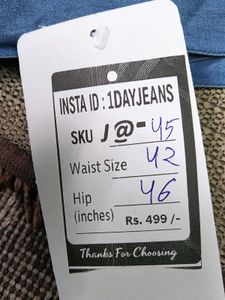 INSTA ID : 1DAYJEANS
SKU J@- 45
Waist Size 42
Hip 46
(inches) Rs. 499 /-
Thanks For Choosing